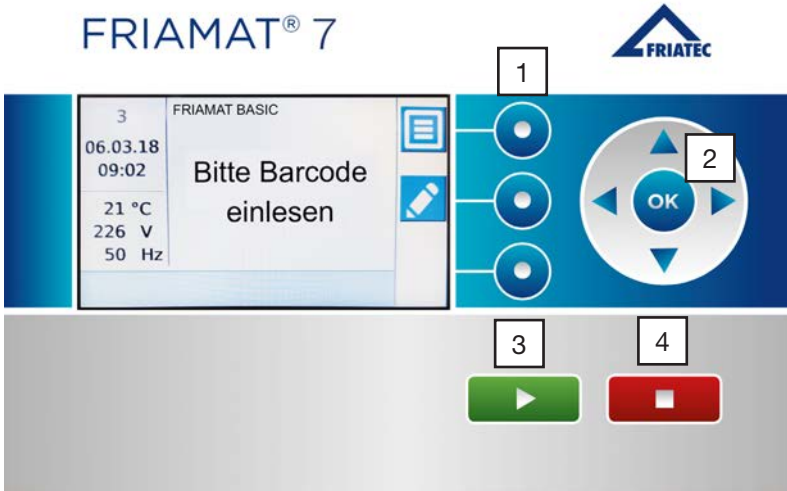 FRIAMAT® 7
FRIATEC
1
3
06.03.18
09:02
21 °C
226 V
50 Hz
FRIAMAT BASIC
Bitte Barcode
einlesen
2
OK
3
4